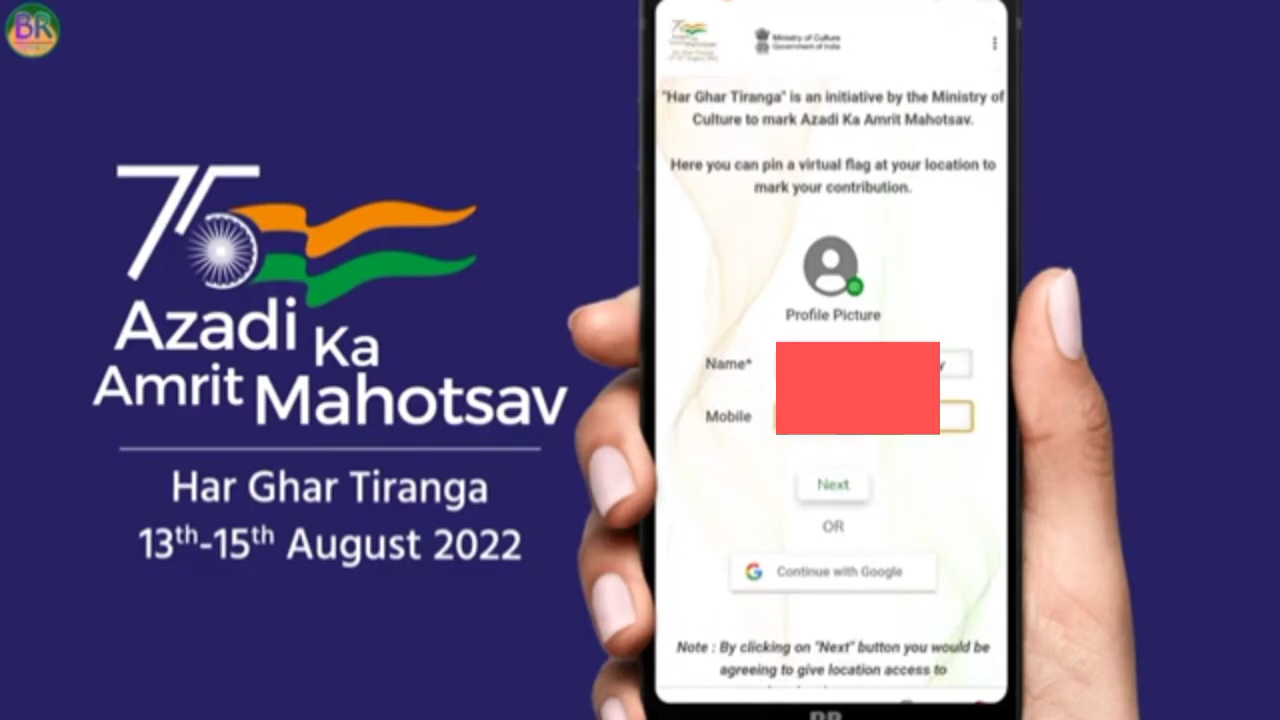 BR
75
Azadi Ka
Amrit Mahotsav
Har Ghar Tiranga
13th-15th August 2022
Ministry of Culture
Government of India
"Har Ghar Tiranga" is an initiative by the Ministry of
Culture to mark Azadi Ka Amrit Mahotsav.
Here you can pin a virtual flag at your location to
mark your contribution.
Profile Picture
Name*
Mobile
Next
OR
Continue with Google
Note : By clicking on "Next" button you would be
agreeing to give location access to